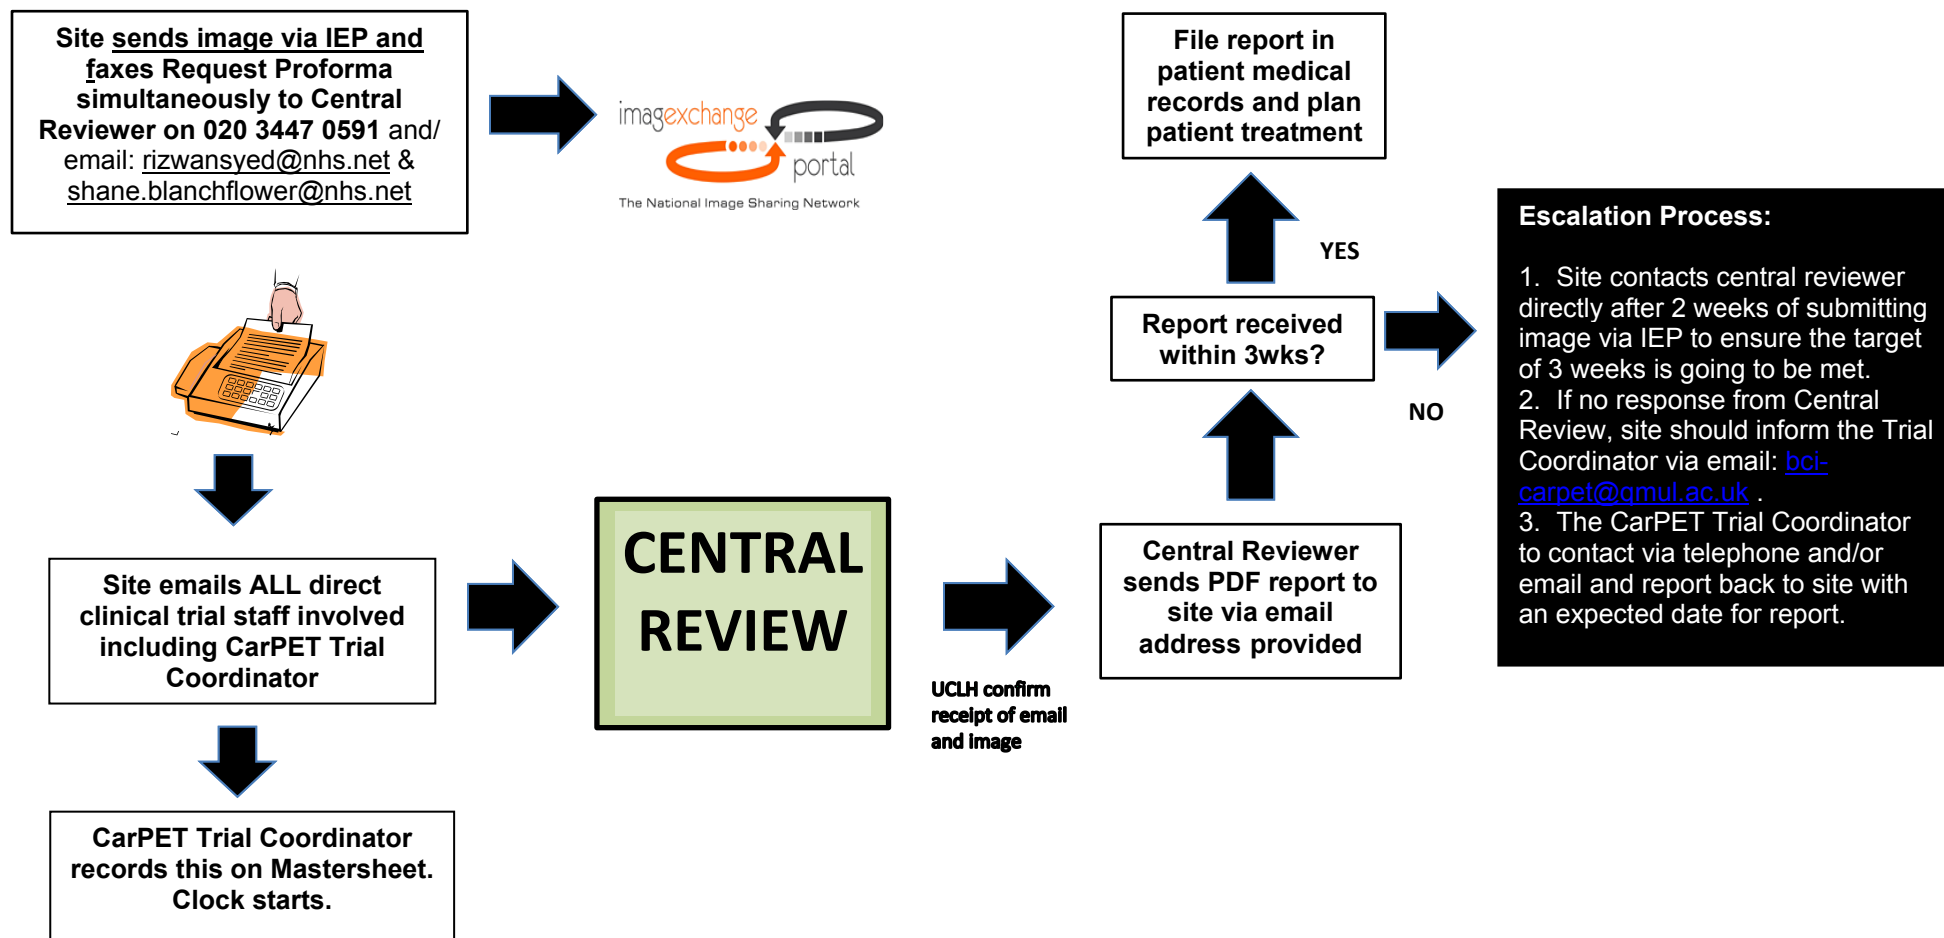 Site sends image via IEP and
faxes Request Proforma
simultaneously to Central
Reviewer on 020 3447 0591 and/
email: rizwansyed@nhs.net &
shane.blanchflower@nhs.net
imagexchange
portal
The National Image Sharing Network
Site emails ALL direct
clinical trial staff involved
including CarPET Trial
Coordinator
CarPET Trial Coordinator
records this on Mastersheet.
Clock starts.
CENTRAL
REVIEW
UCLH confirm
receipt of email
and image
Central Reviewer
sends PDF report to
site via email
address provided
Report received
within 3wks?
YES
NO
File report in
patient medical
records and plan
patient treatment
Escalation Process:
1. Site contacts central reviewer
directly after 2 weeks of submitting
image via IEP to ensure the target
of 3 weeks is going to be met.
2. If no response from Central
Review, site should inform the Trial
Coordinator via email: bci-
carpet@qmul.ac.uk .
3. The CarPET Trial Coordinator
to contact via telephone and/or
email and report back to site with
an expected date for report.